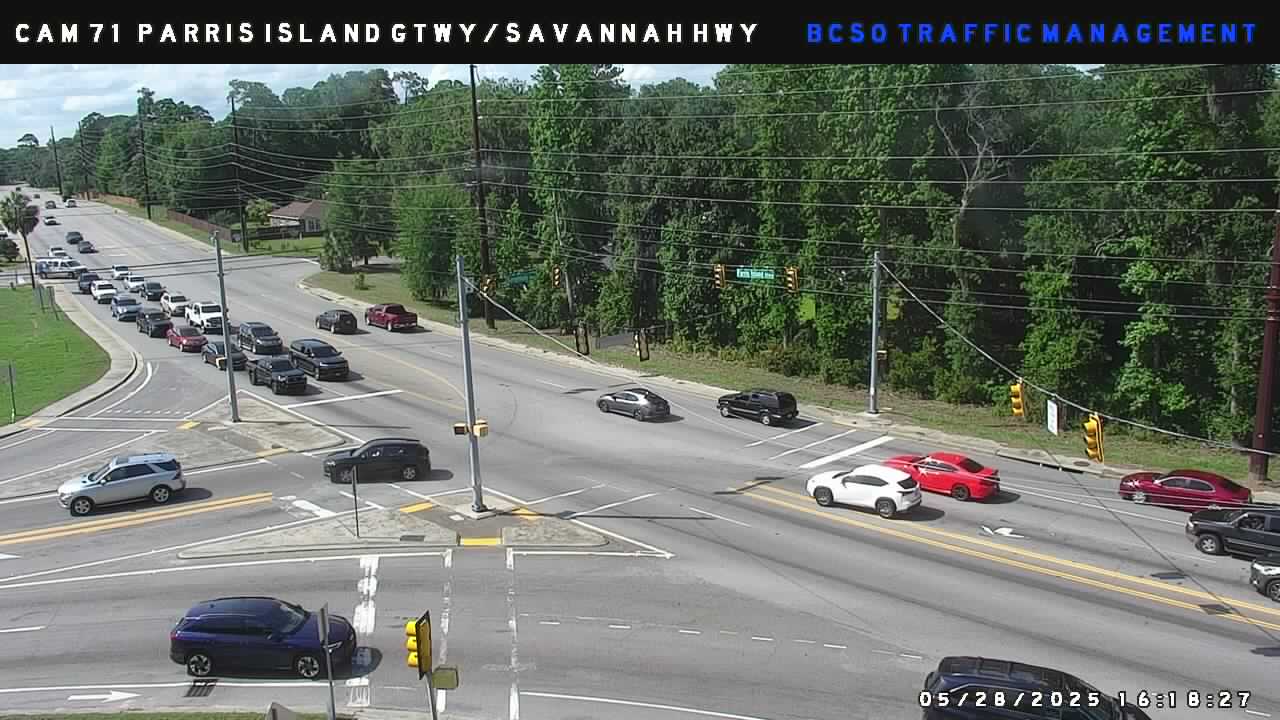 CAM 71 PARRIS ISLAND GTWY/SAVANNAH HWY BCSO TRAFFIC MANAGEMENT
05/28/2025 16:18:27